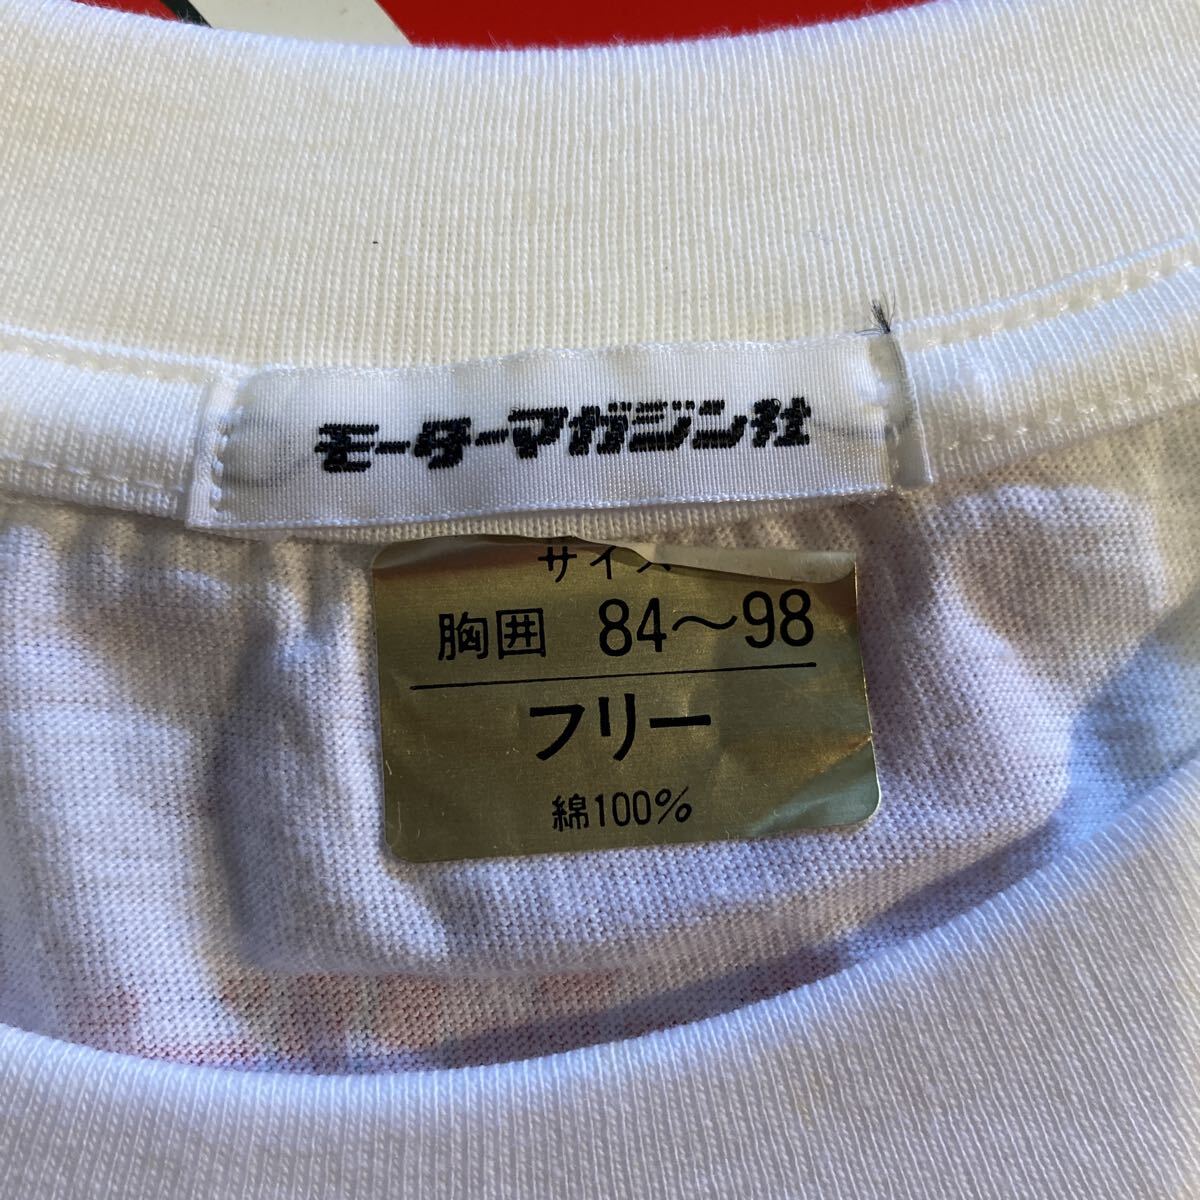 モーターマガジン社
サイズ
胸囲 84〜98
フリー
綿100%